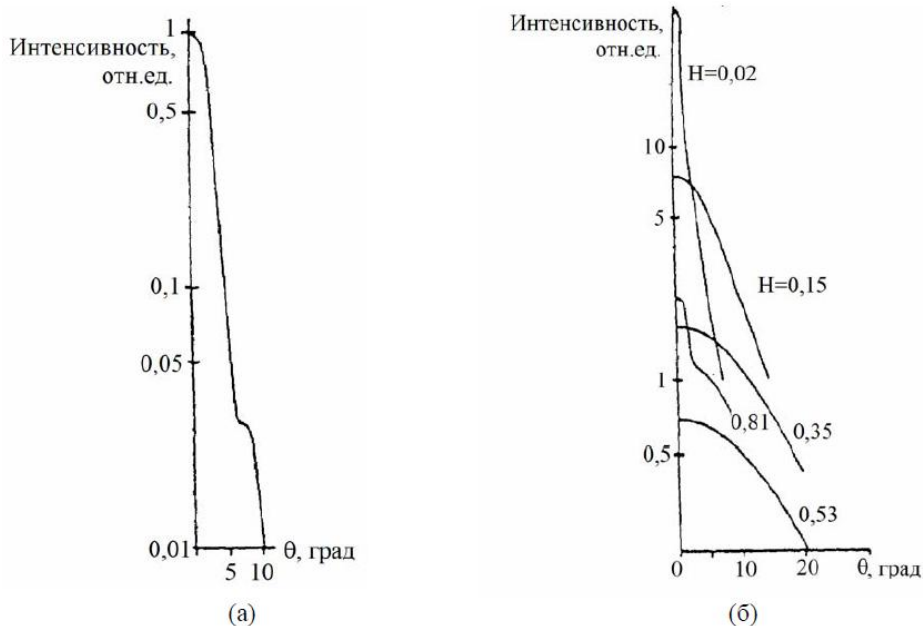 1
Интенсивность,
отн.ед.
0,5
0,1
0,05
0,01
5 10
θ, град
(а)
Интенсивность,
отн.ед.
H=0,02
10
5
H=0,15
1
0,81
0,35
0,5
0,53
0 10 20
θ, град
(б)